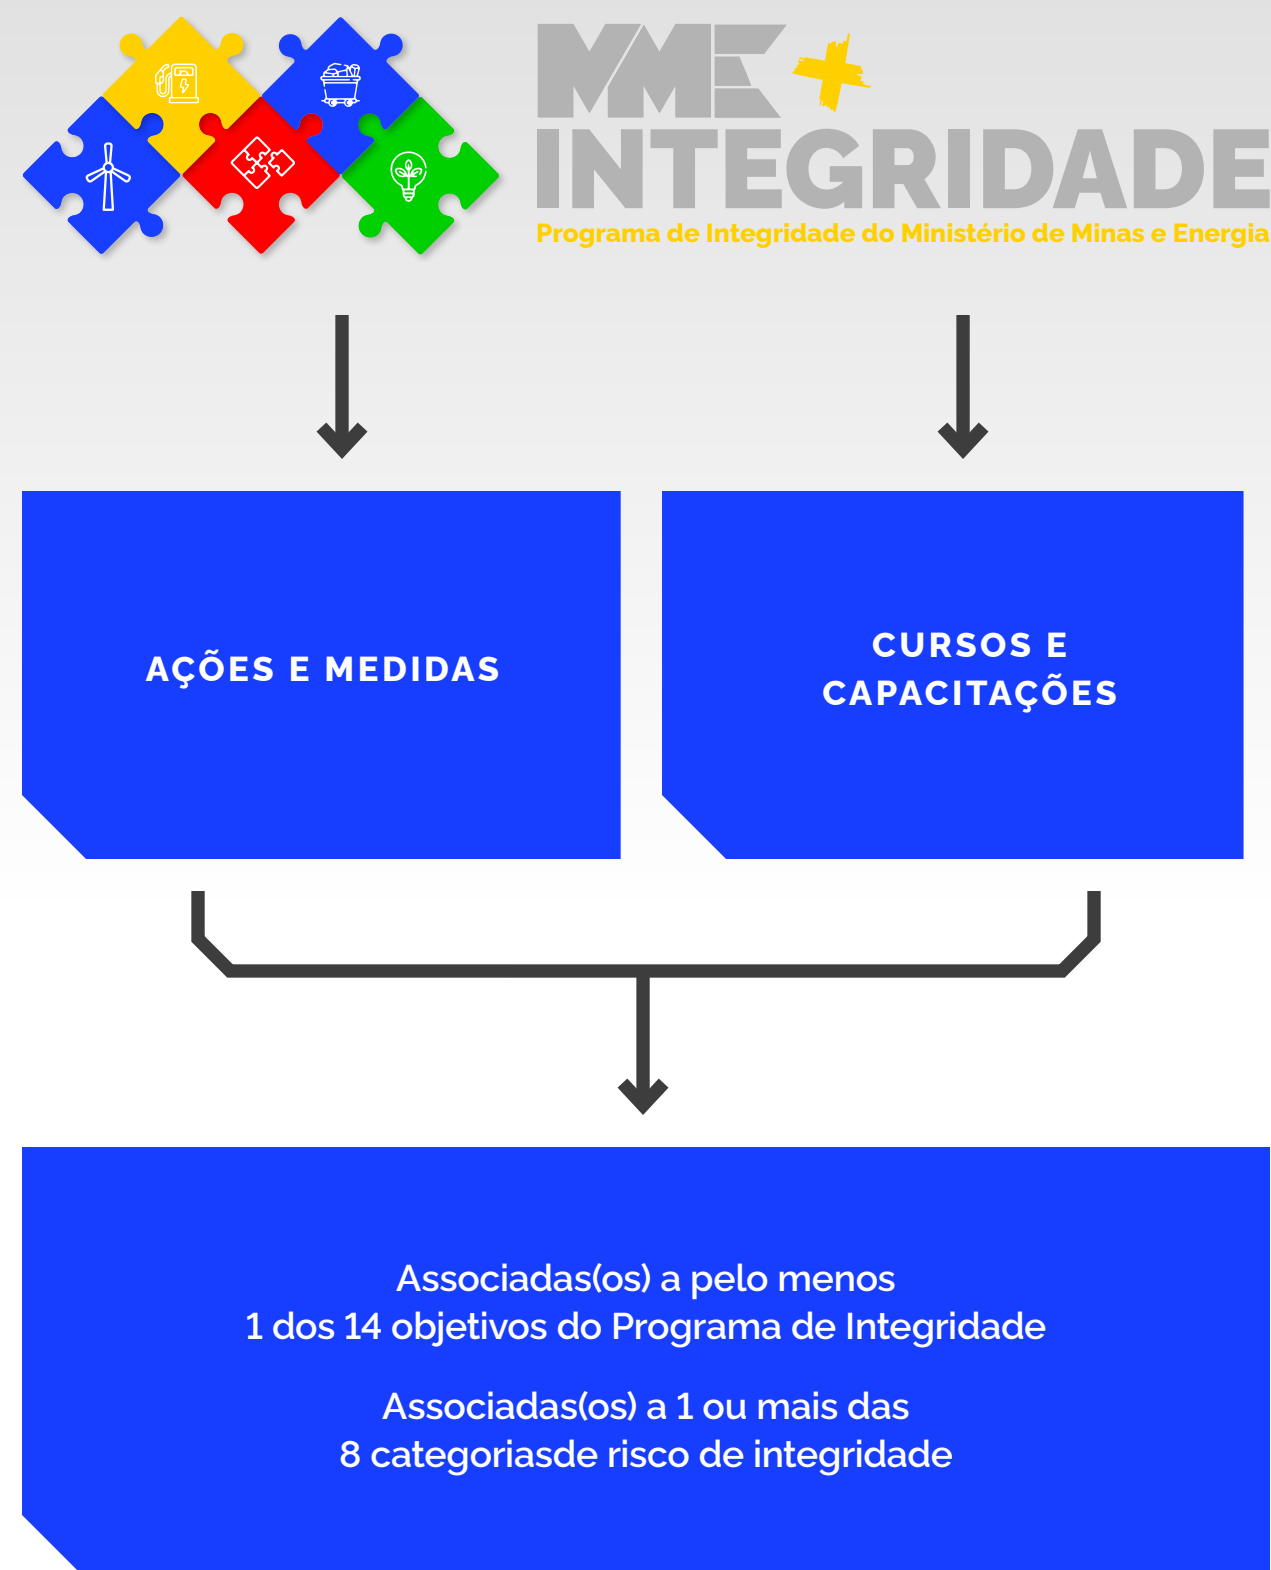 MME+
INTEGRIDADE
Programa de Integridade do Ministério de Minas e Energia
AÇÕES E MEDIDAS
CURSOS E
CAPACITAÇÕES
Associadas(os) a pelo menos
1 dos 14 objetivos do Programa de Integridade
Associadas(os) a 1 ou mais das
8 categoriasde risco de integridade